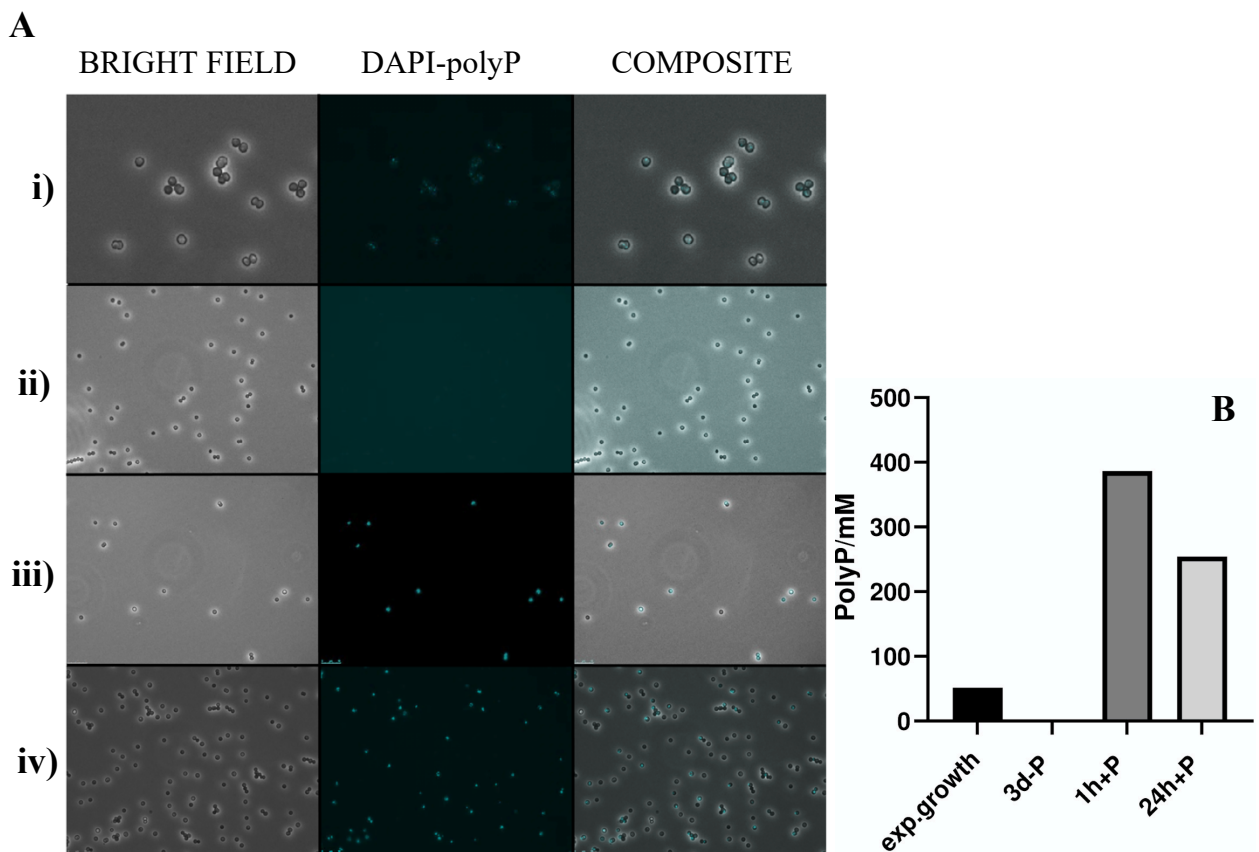 A
BRIGHT FIELD DAPI-polyP COMPOSITE
i)
ii)
iii)
iv)
B
PolyP/mM
500
400
300
200
100
0
exp.growth
3d-P
1h+P
24h+P